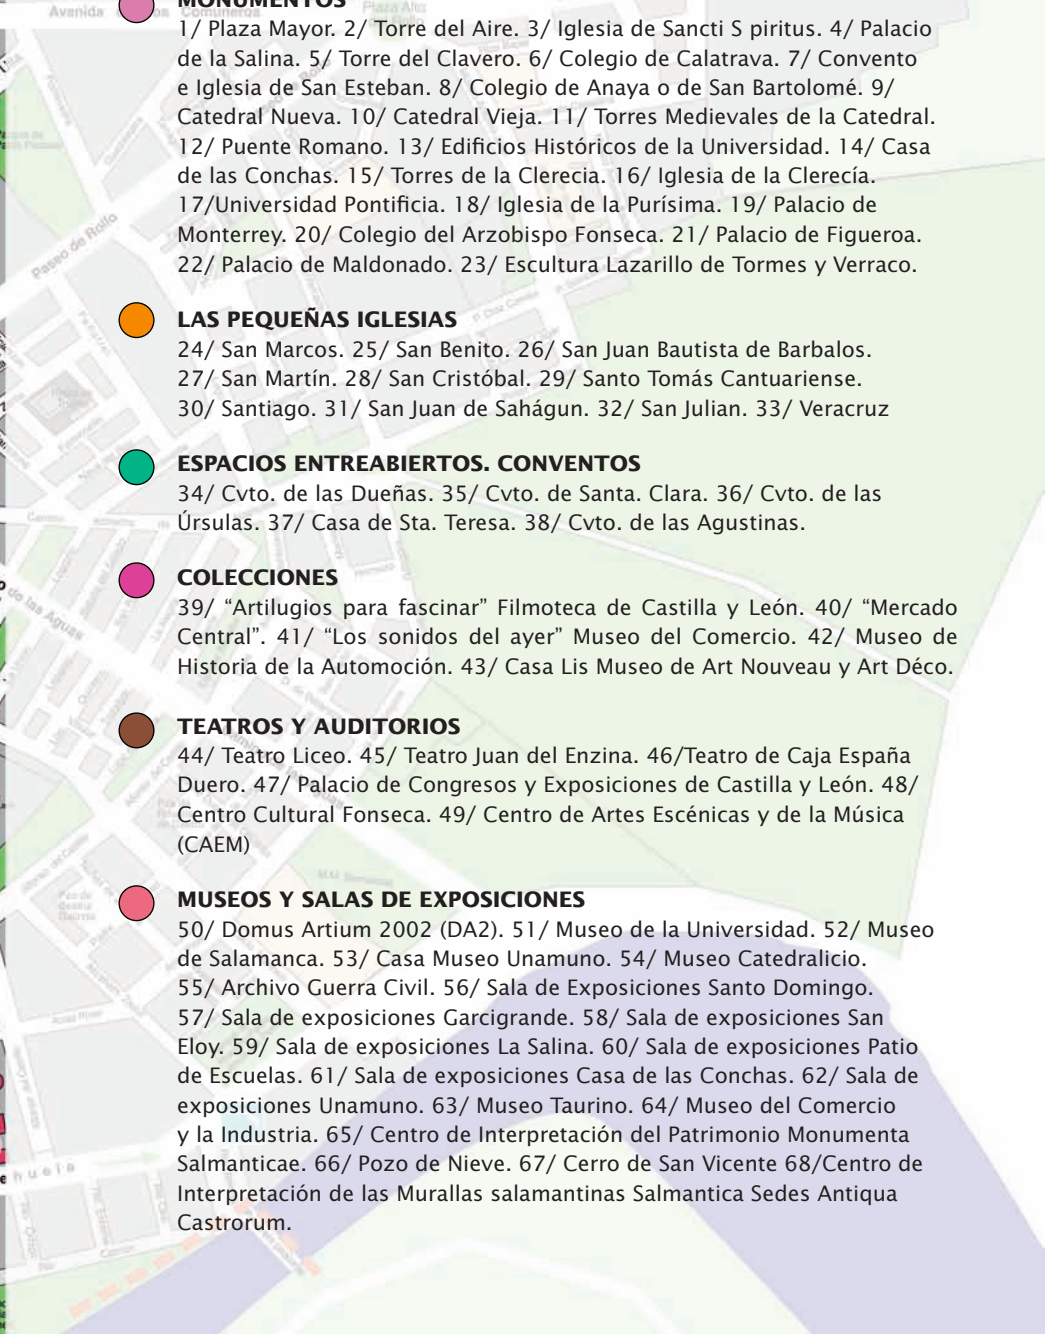 Avenida de los Comuneros
Plaza Alta
MONUMENTOS
1/ Plaza Mayor. 2/ Torre del Aire. 3/ Iglesia de Sancti S piritus. 4/ Palacio
de la Salina. 5/ Torre del Clavero. 6/ Colegio de Calatrava. 7/ Convento
e Iglesia de San Esteban. 8/ Colegio de Anaya o de San Bartolomé. 9/
Catedral Nueva. 10/ Catedral Vieja. 11/ Torres Medievales de la Catedral.
12/ Puente Romano. 13/ Edificios Históricos de la Universidad. 14/ Casa
de las Conchas. 15/ Torres de la Clerecia. 16/ Iglesia de la Clerecía.
17/Universidad Pontificia. 18/ Iglesia de la Purísima. 19/ Palacio de
Monterrey. 20/ Colegio del Arzobispo Fonseca. 21/ Palacio de Figueroa.
22/ Palacio de Maldonado. 23/ Escultura Lazarillo de Tormes y Verraco.
Paseo de Rollo
LAS PEQUEÑAS IGLESIAS
24/ San Marcos. 25/ San Benito. 26/ San Juan Bautista de Barbalos.
27/ San Martín. 28/ San Cristóbal. 29/ Santo Tomás Cantuariense.
30/ Santiago. 31/ San Juan de Sahágun. 32/ San Julian. 33/ Veracruz
ESPACIOS ENTREABIERTOS. CONVENTOS
34/ Cvto. de las Dueñas. 35/ Cvto. de Santa. Clara. 36/ Cvto. de las
Úrsulas. 37/ Casa de Sta. Teresa. 38/ Cvto. de las Agustinas.
COLECCIONES
39/ “Artilugios para fascinar” Filmoteca de Castilla y León. 40/ “Mercado
Central”. 41/ “Los sonidos del ayer” Museo del Comercio. 42/ Museo de
Historia de la Automoción. 43/ Casa Lis Museo de Art Nouveau y Art Déco.
de las Aguas
TEATROS Y AUDITORIOS
44/ Teatro Liceo. 45/ Teatro Juan del Enzina. 46/Teatro de Caja España
Duero. 47/ Palacio de Congresos y Exposiciones de Castilla y León. 48/
Centro Cultural Fonseca. 49/ Centro de Artes Escénicas y de la Música
(CAEM)
MUSEOS Y SALAS DE EXPOSICIONES
50/ Domus Artium 2002 (DA2). 51/ Museo de la Universidad. 52/ Museo
de Salamanca. 53/ Casa Museo Unamuno. 54/ Museo Catedralicio.
55/ Archivo Guerra Civil. 56/ Sala de Exposiciones Santo Domingo.
57/ Sala de exposiciones Garcigrande. 58/ Sala de exposiciones San
Eloy. 59/ Sala de exposiciones La Salina. 60/ Sala de exposiciones Patio
de Escuelas. 61/ Sala de exposiciones Casa de las Conchas. 62/ Sala de
exposiciones Unamuno. 63/ Museo Taurino. 64/ Museo del Comercio
y la Industria. 65/ Centro de Interpretación del Patrimonio Monumenta
Salmanticae. 66/ Pozo de Nieve. 67/ Cerro de San Vicente 68/Centro de
Interpretación de las Murallas salamantinas Salmantica Sedes Antiqua
Castrorum.